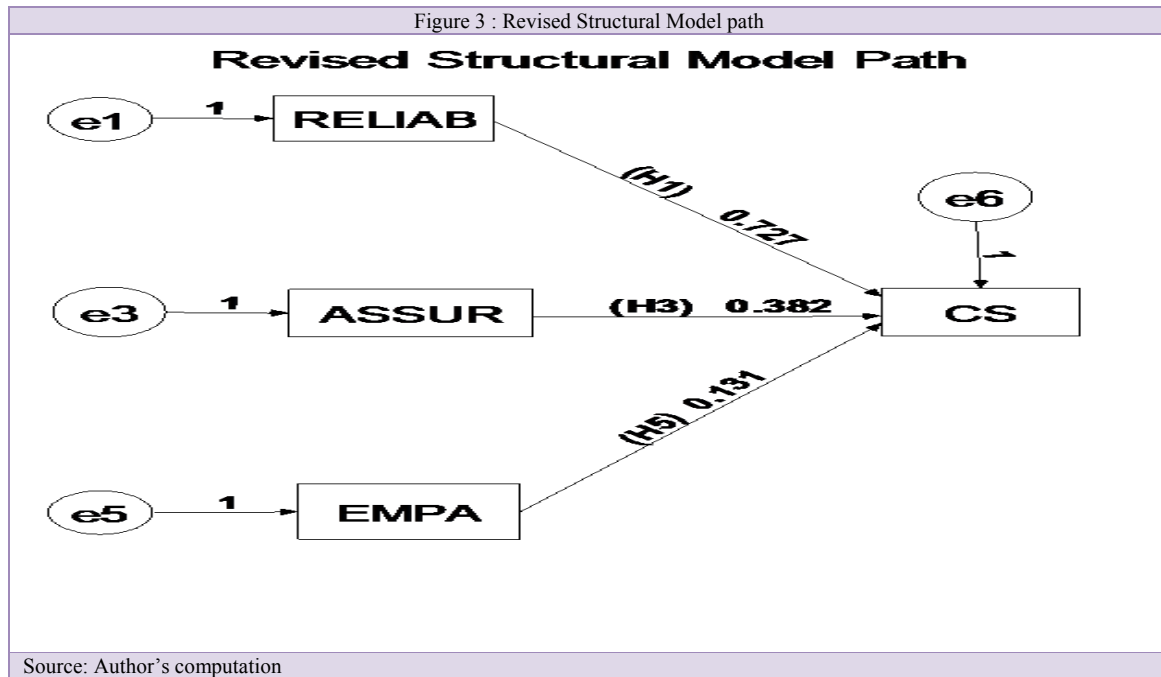 Figure 3 : Revised Structural Model path
Revised Structural Model Path
e1
1
RELIAB
(H1) 0.727
e6
1
e3
1
ASSUR
(H3) 0.382
CS
(H5) 0.131
e5
1
EMPA
Source: Author’s computation